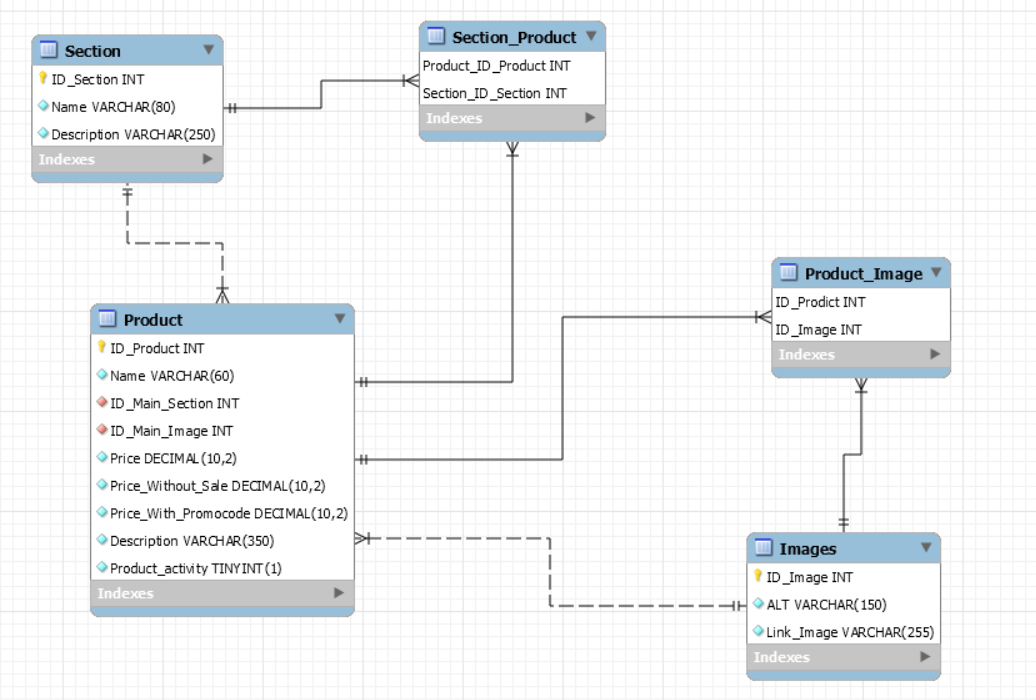 Section
ID_Section INT
Name VARCHAR(80)
Description VARCHAR(250)
Indexes
Section_Product
Product_ID_Product INT
Section_ID_Section INT
Indexes
Product
ID_Product INT
Name VARCHAR(60)
ID_Main_Section INT
ID_Main_Image INT
Price DECIMAL(10,2)
Price_Without_Sale DECIMAL(10,2)
Price_With_Promocode DECIMAL(10,2)
Description VARCHAR(350)
Product_activity TINYINT(1)
Indexes
Product_Image
ID_Prodict INT
ID_Image INT
Indexes
Images
ID_Image INT
ALT VARCHAR(150)
Link_Image VARCHAR(255)
Indexes